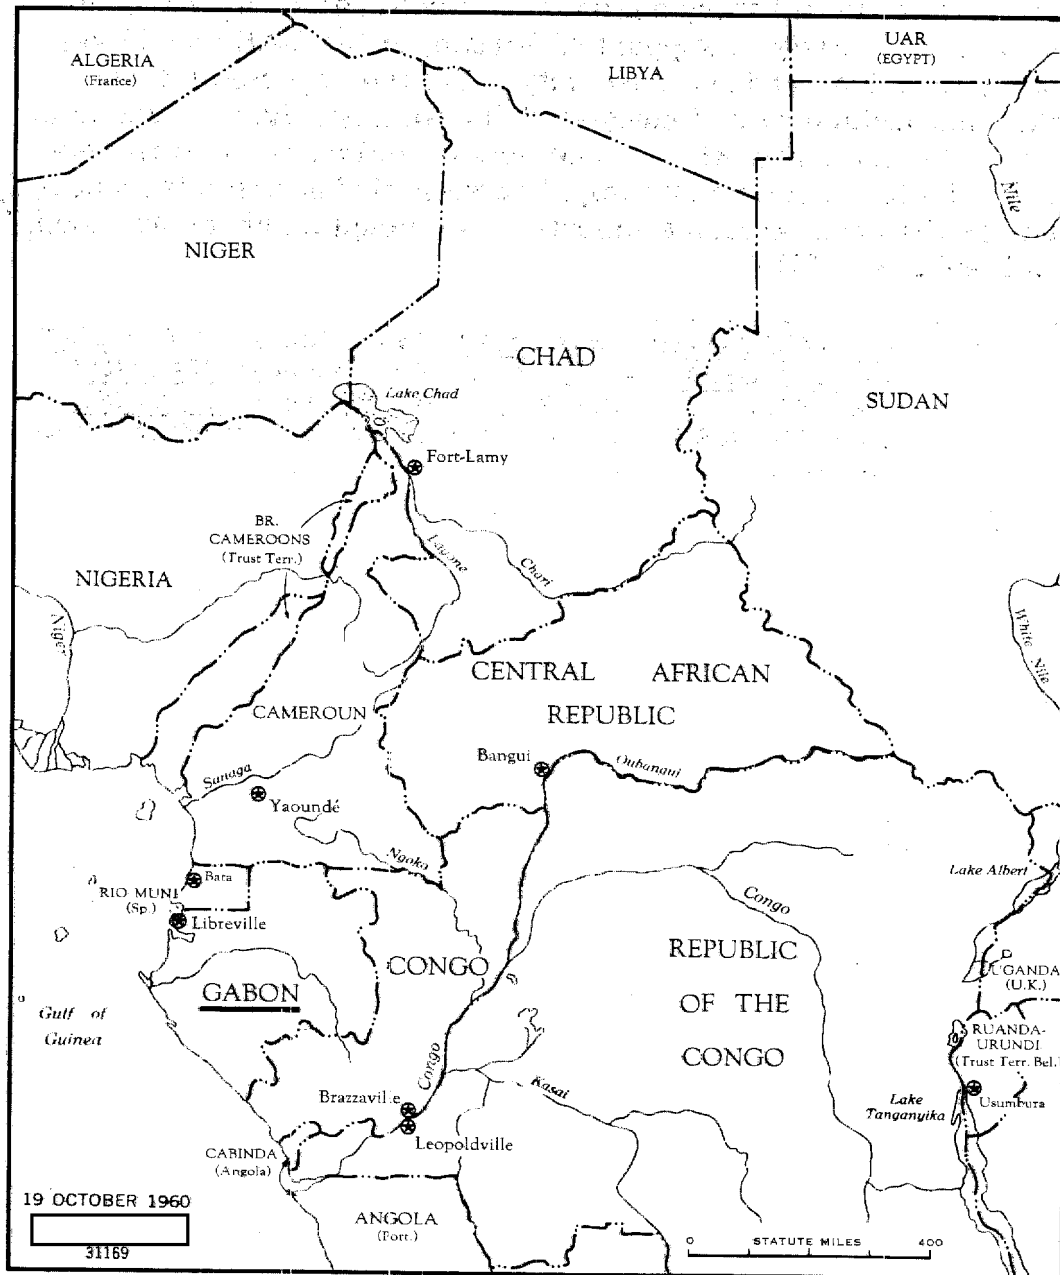 ALGERIA
(France)
LIBYA
UAR
(EGYPT)
Nile
NIGER
CHAD
SUDAN
Lake Chad
Fort-Lamy
BR.
CAMEROONS
(Trust Terr.)
NIGERIA
Logone
Chari
Niger
White Nile
CENTRAL AFRICAN
REPUBLIC
CAMEROUN
Bangui
Oubangui
Sanaga
Yaoundé
Ngoko
Bata
RIO MUNI
(Sp.)
Libreville
Lake Albert
Congo
REPUBLIC
OF THE
CONGO
CONGO
GABON
UGANDA
(U.K.)
Gulf of
Guinea
RUANDA-
URUNDI
(Trust Terr. Bel.)
Congo
Kasai
Brazzaville
Leopoldville
Lake
Tanganyika
Usumbura
CABINDA
(Angola)
ANGOLA
(Port.)
19 OCTOBER 1960
31169
0 STATUTE MILES 400